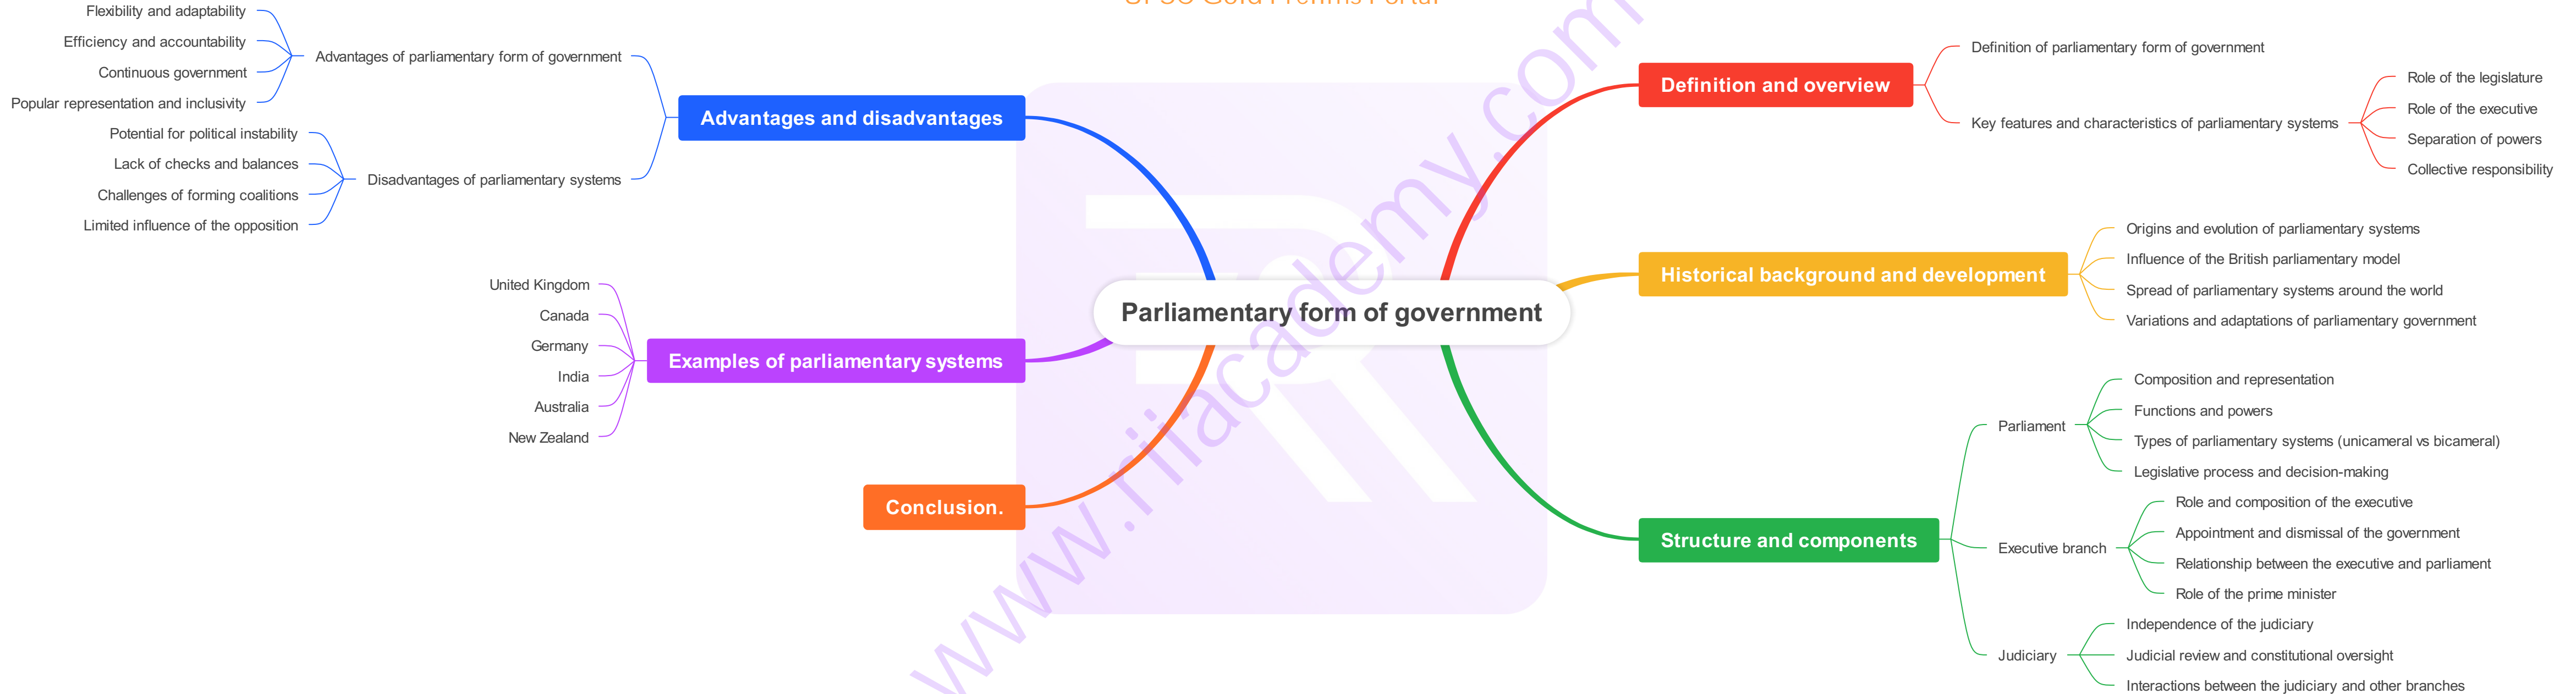 UPSC Gold Prelims Portal
Parliamentary form of government
Definition and overview
Definition of parliamentary form of government
Key features and characteristics of parliamentary systems
Role of the legislature
Role of the executive
Separation of powers
Collective responsibility
Historical background and development
Origins and evolution of parliamentary systems
Influence of the British parliamentary model
Spread of parliamentary systems around the world
Variations and adaptations of parliamentary government
Structure and components
Parliament
Composition and representation
Functions and powers
Types of parliamentary systems (unicameral vs bicameral)
Legislative process and decision-making
Executive branch
Role and composition of the executive
Appointment and dismissal of the government
Relationship between the executive and parliament
Role of the prime minister
Judiciary
Independence of the judiciary
Judicial review and constitutional oversight
Interactions between the judiciary and other branches
Advantages and disadvantages
Advantages of parliamentary form of government
Flexibility and adaptability
Efficiency and accountability
Continuous government
Popular representation and inclusivity
Disadvantages of parliamentary systems
Potential for political instability
Lack of checks and balances
Challenges of forming coalitions
Limited influence of the opposition
Examples of parliamentary systems
United Kingdom
Canada
Germany
India
Australia
New Zealand
Conclusion.